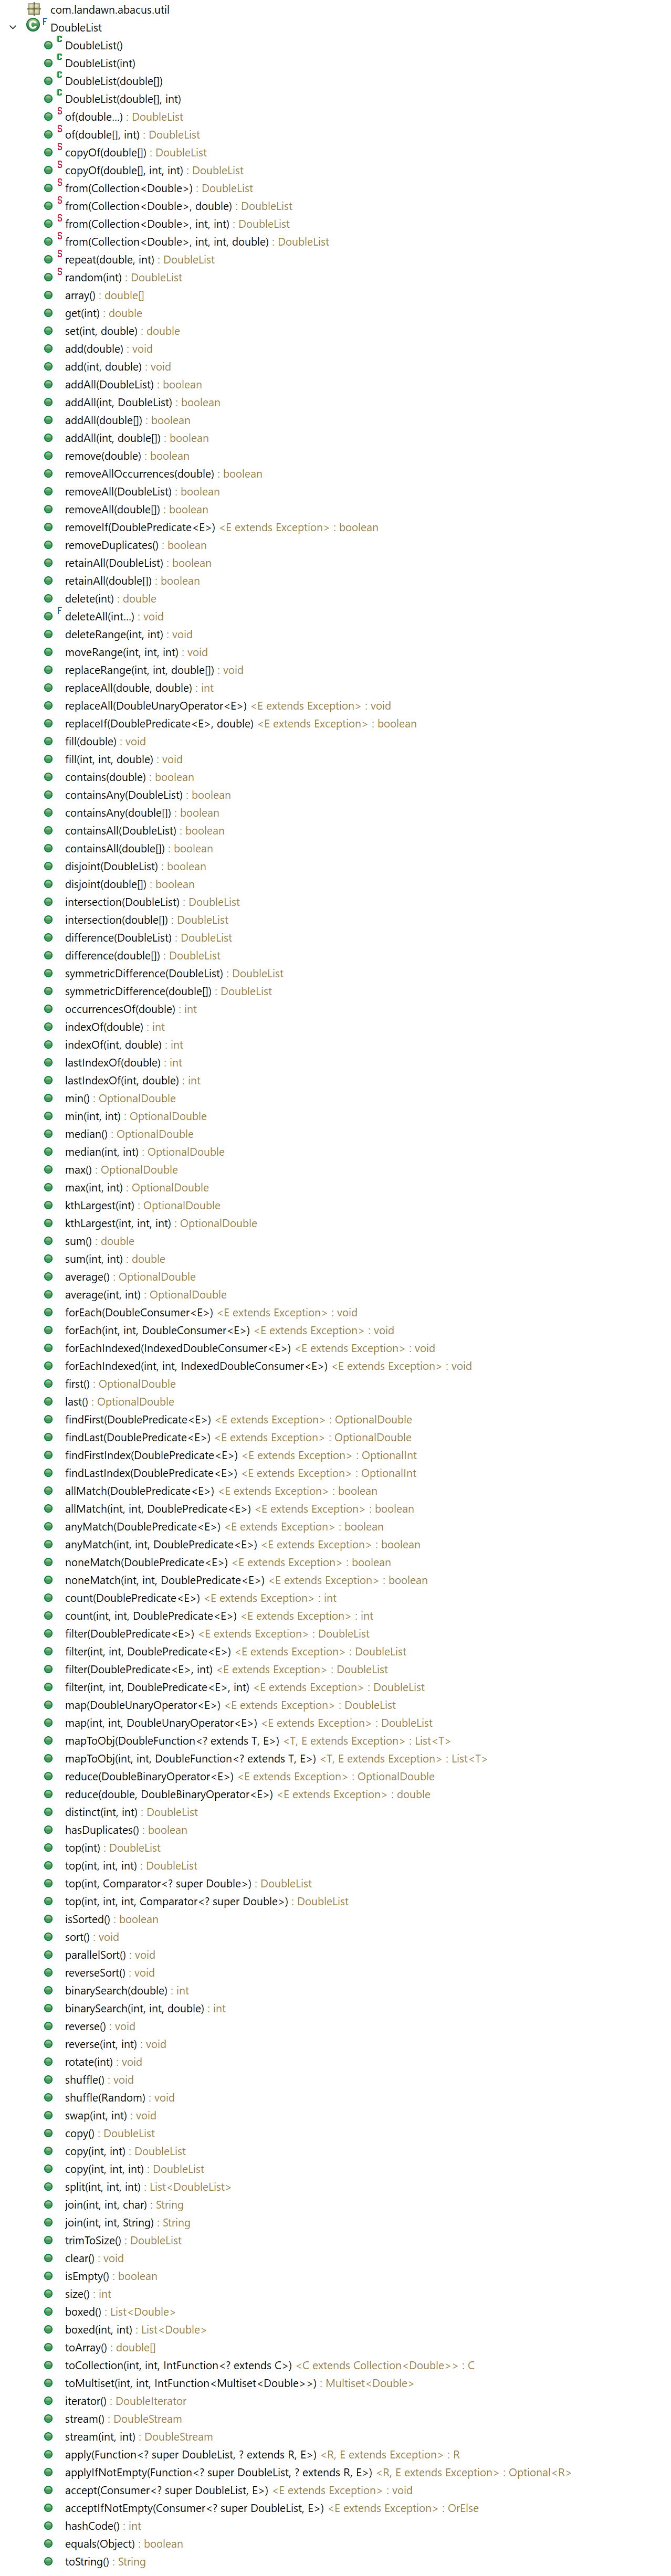 com.landawn.abacus.util
DoubleList
DoubleList()
DoubleList(int)
DoubleList(double[])
DoubleList(double[], int)
of(double...) : DoubleList
of(double[], int) : DoubleList
copyOf(double[]) : DoubleList
copyOf(double[], int, int) : DoubleList
from(Collection<Double>) : DoubleList
from(Collection<Double>, double) : DoubleList
from(Collection<Double>, int, int) : DoubleList
from(Collection<Double>, int, int, double) : DoubleList
repeat(double, int) : DoubleList
random(int) : DoubleList
array() : double[]
get(int) : double
set(int, double) : double
add(double) : void
add(int, double) : void
addAll(DoubleList) : boolean
addAll(int, DoubleList) : boolean
addAll(double[]) : boolean
addAll(int, double[]) : boolean
remove(double) : boolean
removeAllOccurrences(double) : boolean
removeAll(DoubleList) : boolean
removeAll(double[]) : boolean
removeIf(DoublePredicate<E>) <E extends Exception> : boolean
removeDuplicates() : boolean
retainAll(DoubleList) : boolean
retainAll(double[]) : boolean
delete(int) : double
deleteAll(int...) : void
deleteRange(int, int) : void
moveRange(int, int, int) : void
replaceRange(int, int, double[]) : void
replaceAll(double, double) : int
replaceAll(DoubleUnaryOperator<E>) <E extends Exception> : void
replaceIf(DoublePredicate<E>, double) <E extends Exception> : boolean
fill(double) : void
fill(int, int, double) : void
contains(double) : boolean
containsAny(DoubleList) : boolean
containsAny(double[]) : boolean
containsAll(DoubleList) : boolean
containsAll(double[]) : boolean
disjoint(DoubleList) : boolean
disjoint(double[]) : boolean
intersection(DoubleList) : DoubleList
intersection(double[]) : DoubleList
difference(DoubleList) : DoubleList
difference(double[]) : DoubleList
symmetricDifference(DoubleList) : DoubleList
symmetricDifference(double[]) : DoubleList
occurrencesOf(double) : int
indexOf(double) : int
indexOf(int, double) : int
lastIndexOf(double) : int
lastIndexOf(int, double) : int
min() : OptionalDouble
min(int, int) : OptionalDouble
median() : OptionalDouble
median(int, int) : OptionalDouble
max() : OptionalDouble
max(int, int) : OptionalDouble
kthLargest(int) : OptionalDouble
kthLargest(int, int, int) : OptionalDouble
sum() : double
sum(int, int) : double
average() : OptionalDouble
average(int, int) : OptionalDouble
forEach(DoubleConsumer<E>) <E extends Exception> : void
forEach(int, int, DoubleConsumer<E>) <E extends Exception> : void
forEachIndexed(IndexedDoubleConsumer<E>) <E extends Exception> : void
forEachIndexed(int, int, IndexedDoubleConsumer<E>) <E extends Exception> : void
first() : OptionalDouble
last() : OptionalDouble
findFirst(DoublePredicate<E>) <E extends Exception> : OptionalDouble
findLast(DoublePredicate<E>) <E extends Exception> : OptionalDouble
findFirstIndex(DoublePredicate<E>) <E extends Exception> : OptionalInt
findLastIndex(DoublePredicate<E>) <E extends Exception> : OptionalInt
allMatch(DoublePredicate<E>) <E extends Exception> : boolean
allMatch(int, int, DoublePredicate<E>) <E extends Exception> : boolean
anyMatch(DoublePredicate<E>) <E extends Exception> : boolean
anyMatch(int, int, DoublePredicate<E>) <E extends Exception> : boolean
noneMatch(DoublePredicate<E>) <E extends Exception> : boolean
noneMatch(int, int, DoublePredicate<E>) <E extends Exception> : boolean
count(DoublePredicate<E>) <E extends Exception> : int
count(int, int, DoublePredicate<E>) <E extends Exception> : int
filter(DoublePredicate<E>) <E extends Exception> : DoubleList
filter(int, int, DoublePredicate<E>) <E extends Exception> : DoubleList
filter(DoublePredicate<E>, int) <E extends Exception> : DoubleList
filter(int, int, DoublePredicate<E>, int) <E extends Exception> : DoubleList
map(DoubleUnaryOperator<E>) <E extends Exception> : DoubleList
map(int, int, DoubleUnaryOperator<E>) <E extends Exception> : DoubleList
mapToObj(DoubleFunction<? extends T, E>) <T, E extends Exception> : List<T>
mapToObj(int, int, DoubleFunction<? extends T, E>) <T, E extends Exception> : List<T>
reduce(DoubleBinaryOperator<E>) <E extends Exception> : OptionalDouble
reduce(double, DoubleBinaryOperator<E>) <E extends Exception> : double
distinct(int, int) : DoubleList
hasDuplicates() : boolean
top(int) : DoubleList
top(int, int, int) : DoubleList
top(int, Comparator<? super Double>) : DoubleList
top(int, int, int, Comparator<? super Double>) : DoubleList
isSorted() : boolean
sort() : void
parallelSort() : void
reverseSort() : void
binarySearch(double) : int
binarySearch(int, int, double) : int
reverse() : void
reverse(int, int) : void
rotate(int) : void
shuffle() : void
shuffle(Random) : void
swap(int, int) : void
copy() : DoubleList
copy(int, int) : DoubleList
copy(int, int, int) : DoubleList
split(int, int, int) : List<DoubleList>
join(int, int, char) : String
join(int, int, String) : String
trimToSize() : DoubleList
clear() : void
isEmpty() : boolean
size() : int
boxed() : List<Double>
boxed(int, int) : List<Double>
toArray() : double[]
toCollection(int, int, IntFunction<? extends C>) <C extends Collection<Double>> : C
toMultiset(int, int, IntFunction<Multiset<Double>>) : Multiset<Double>
iterator() : DoubleIterator
stream() : DoubleStream
stream(int, int) : DoubleStream
apply(Function<? super DoubleList, ? extends R, E>) <R, E extends Exception> : R
applyIfNotEmpty(Function<? super DoubleList, ? extends R, E>) <R, E extends Exception> : Optional<R>
accept(Consumer<? super DoubleList, E>) <E extends Exception> : void
acceptIfNotEmpty(Consumer<? super DoubleList, E>) <E extends Exception> : OrElse
hashCode() : int
equals(Object) : boolean
toString() : String